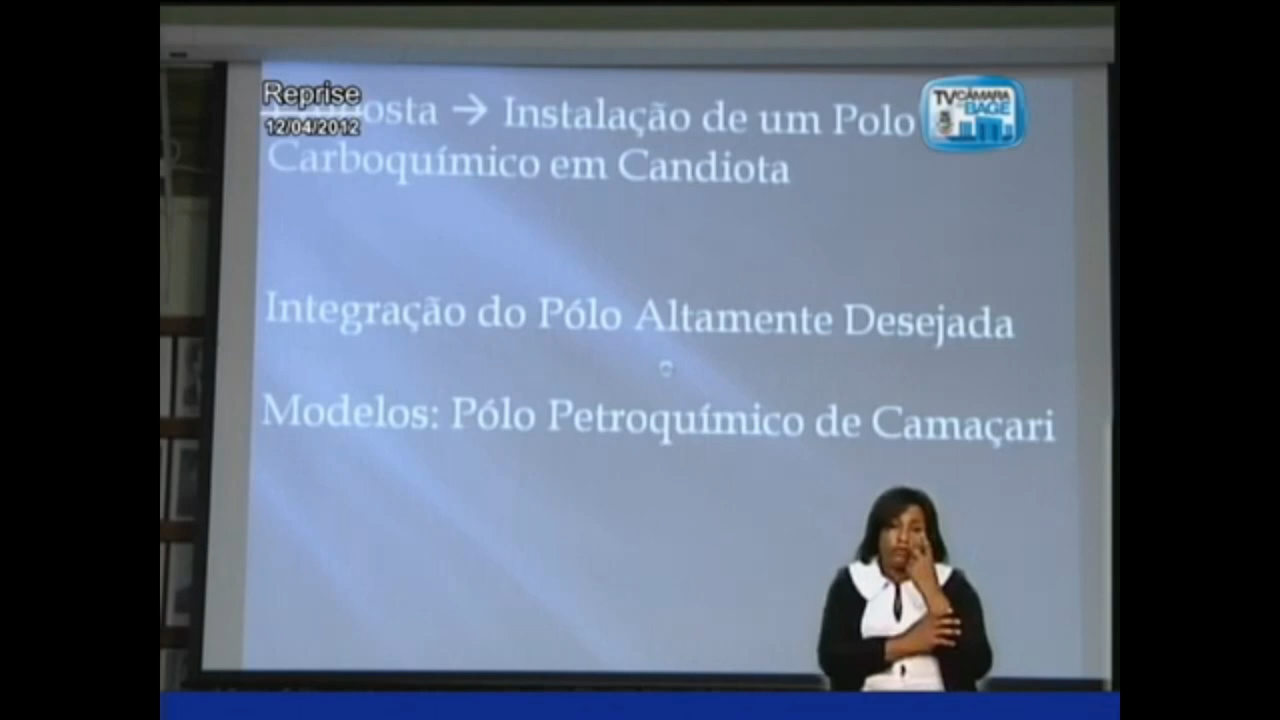 Reprise
12/04/2012
TV CÂMARA
BAGÉ
→ Instalação de um Polo
Carboquímico em Candiota
Integração do Pólo Altamente Desejada
Modelos: Pólo Petroquímico de Camaçari